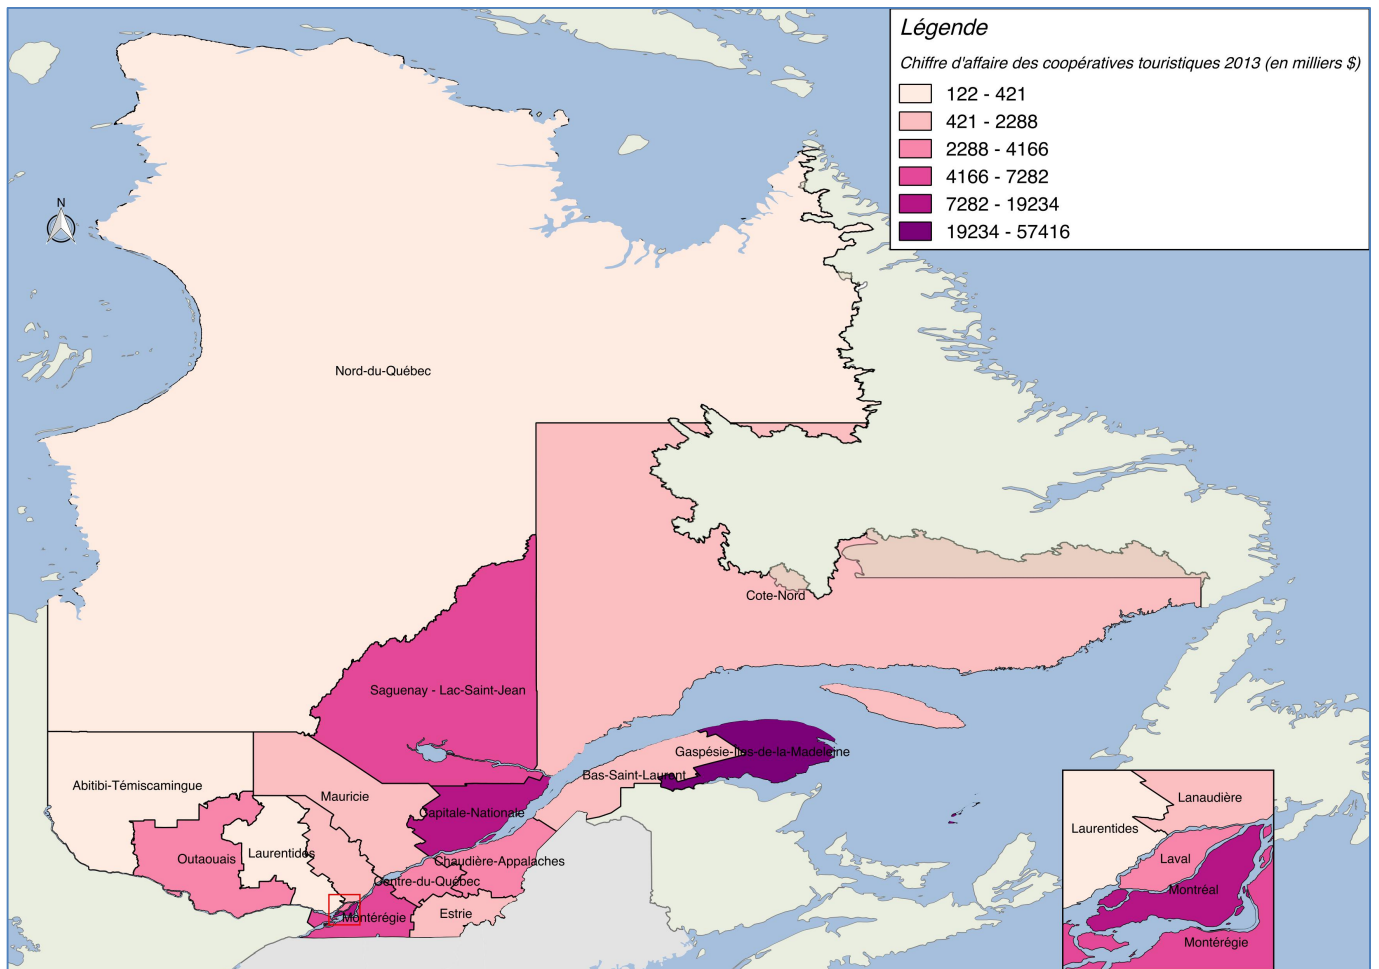 Légende
Chiffre d'affaire des coopératives touristiques 2013 (en milliers $)
122 - 421
421 - 2288
2288 - 4166
4166 - 7282
7282 - 19234
19234 - 57416
N
Nord-du-Québec
Cote-Nord
Saguenay - Lac-Saint-Jean
Gaspésie-Iles-de-la-Madeleine
Bas-Saint-Laurent
Abitibi-Témiscamingue
Mauricie
Capitale-Nationale
Outaouais
Laurentides
Chaudière-Appalaches
Centre-du-Québec
Estrie
Montérégie
Lanaudière
Laurentides
Laval
Montréal
Montérégie